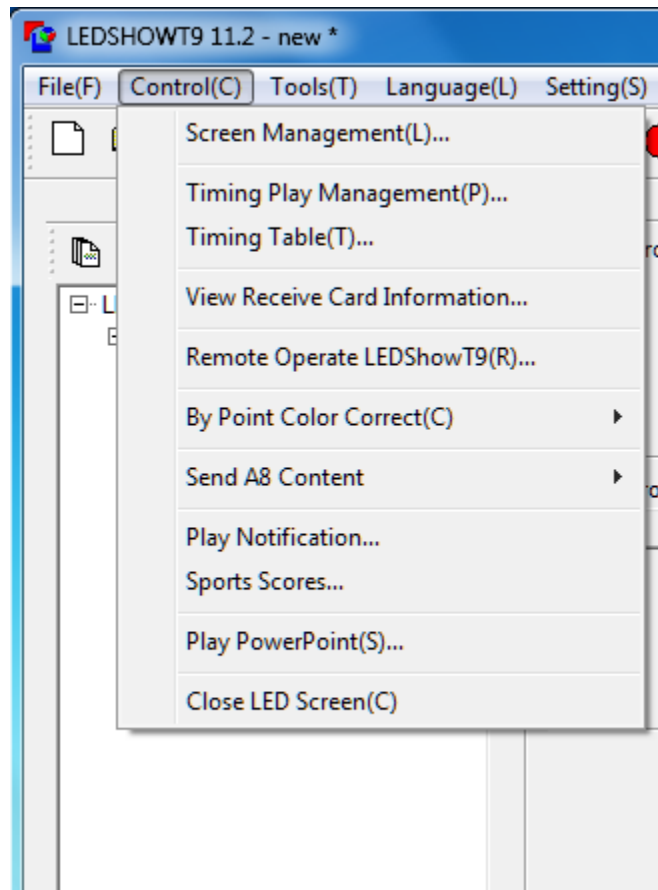 LEDSHOWT9 11.2 - new *
File(F) Control(C) Tools(T) Language(L) Setting(S)
Screen Management(L)...
Timing Play Management(P)...
Timing Table(T)...
View Receive Card Information...
Remote Operate LEDShowT9(R)...
By Point Color Correct(C)
Send A8 Content
Play Notification...
Sports Scores...
Play PowerPoint(S)...
Close LED Screen(C)